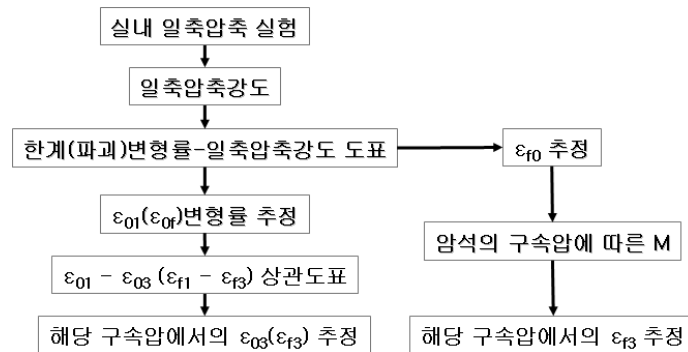 실내 일축압축 실험
일축압축강도
한계(파괴)변형률-일축압축강도 도표
ε01(ε0f)변형률 추정
ε01 - ε03 (εf1 - εf3) 상관도표
해당 구속압에서의 ε03(εf3) 추정
εf0 추정
암석의 구속압에 따른 M
해당 구속압에서의 εf3 추정